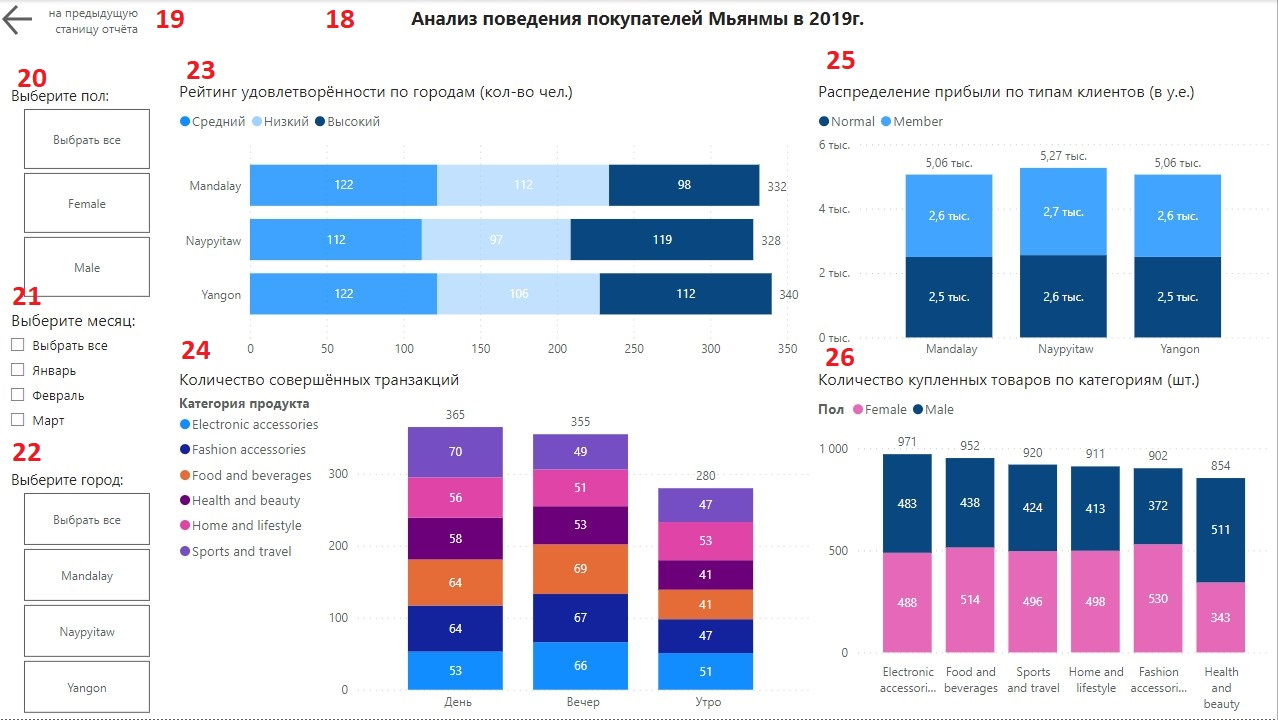 на предыдущую
станицу отчёта
19
18
Анализ поведения покупателей Мьянмы в 2019г.
20
Выберите пол:
Выбрать все
Female
Male
21
Выберите месяц:
Выбрать все
Январь
Февраль
Март
22
Выберите город:
Выбрать все
Mandalay
Naypyitaw
Yangon
23
Рейтинг удовлетворённости по городам (кол-во чел.)
Средний Низкий Высокий
Mandalay 122 112 98 332
Naypyitaw 112 97 119 328
Yangon 122 106 112 340
0 50 100 150 200 250 300 350
24
Количество совершённых транзакций
Категория продукта
Electronic accessories
Fashion accessories
Food and beverages
Health and beauty
Home and lifestyle
Sports and travel
365 355 280
300
200
100
0
70 56 58 64 64 53
49 51 53 69 67 66
47 53 41 41 47 51
День Вечер Утро
25
Распределение прибыли по типам клиентов (в у.е.)
Normal Member
6 тыс.
4 тыс.
2 тыс.
0 тыс.
5,06 тыс. 5,27 тыс. 5,06 тыс.
2,6 тыс. 2,7 тыс. 2,6 тыс.
2,5 тыс. 2,6 тыс. 2,5 тыс.
Mandalay Naypyitaw Yangon
26
Количество купленных товаров по категориям (шт.)
Пол Female Male
1 000
500
0
971 952 920 911 902 854
483 438 424 413 372 511
488 514 496 498 530 343
Electronic accessori...
Food and beverages
Sports and travel
Home and lifestyle
Fashion accessori...
Health and beauty